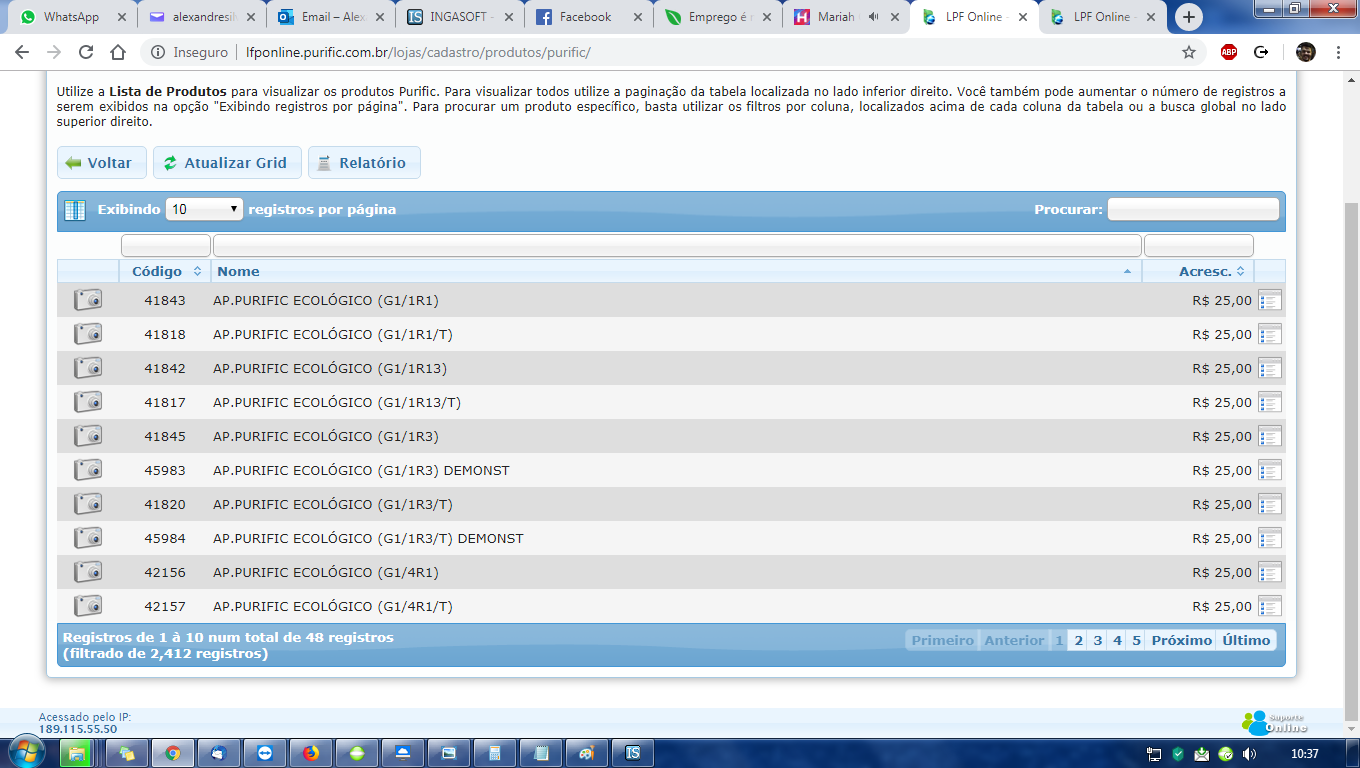 WhatsApp
alexandresil
Email – Alex
INGASOFT -
Facebook
Emprego é r
Mariah
LPF Online -
LPF Online -
Inseguro
lfponline.purific.com.br/lojas/cadastro/produtos/purific/
ABP
Utilize a Lista de Produtos para visualizar os produtos Purific. Para visualizar todos utilize a paginação da tabela localizada no lado inferior direito. Você também pode aumentar o número de registros a
serem exibidos na opção "Exibindo registros por página". Para procurar um produto específico, basta utilizar os filtros por coluna, localizados acima de cada coluna da tabela ou a busca global no lado
superior direito.
Voltar
Atualizar Grid
Relatório
Exibindo 10 registros por página
Procurar:
Código Nome Acresc.
41843 AP.PURIFIC ECOLÓGICO (G1/1R1) R$ 25,00
41818 AP.PURIFIC ECOLÓGICO (G1/1R1/T) R$ 25,00
41842 AP.PURIFIC ECOLÓGICO (G1/1R13) R$ 25,00
41817 AP.PURIFIC ECOLÓGICO (G1/1R13/T) R$ 25,00
41845 AP.PURIFIC ECOLÓGICO (G1/1R3) R$ 25,00
45983 AP.PURIFIC ECOLÓGICO (G1/1R3) DEMONST R$ 25,00
41820 AP.PURIFIC ECOLÓGICO (G1/1R3/T) R$ 25,00
45984 AP.PURIFIC ECOLÓGICO (G1/1R3/T) DEMONST R$ 25,00
42156 AP.PURIFIC ECOLÓGICO (G1/4R1) R$ 25,00
42157 AP.PURIFIC ECOLÓGICO (G1/4R1/T) R$ 25,00
Registros de 1 à 10 num total de 48 registros
(filtrado de 2,412 registros)
Primeiro Anterior 1 2 3 4 5 Próximo Último
Acessado pelo IP:
189.115.55.50
Suporte
Online
IS
10:37